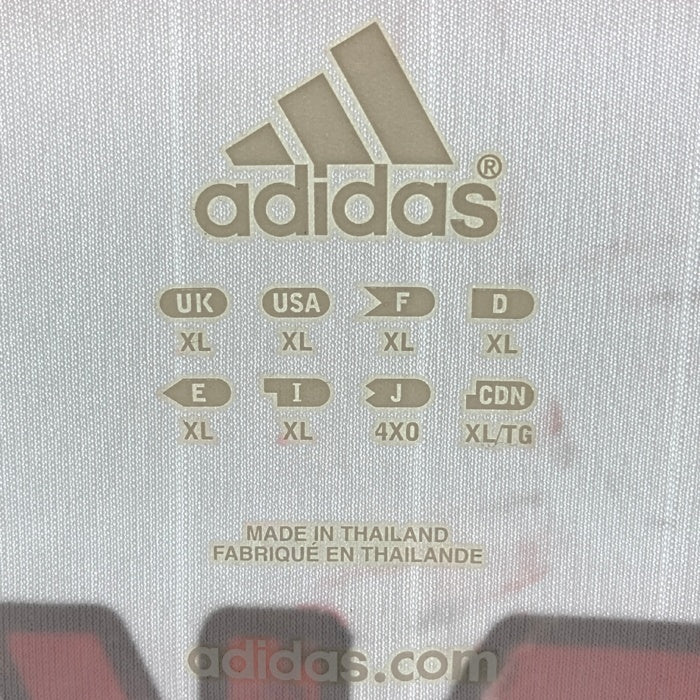 adidas®
UK USA F D
XL XL XL XL
E I J CDN
XL XL 4XO XL/TG
MADE IN THAILAND
FABRIQUÉ EN THAILANDE
adidas.com